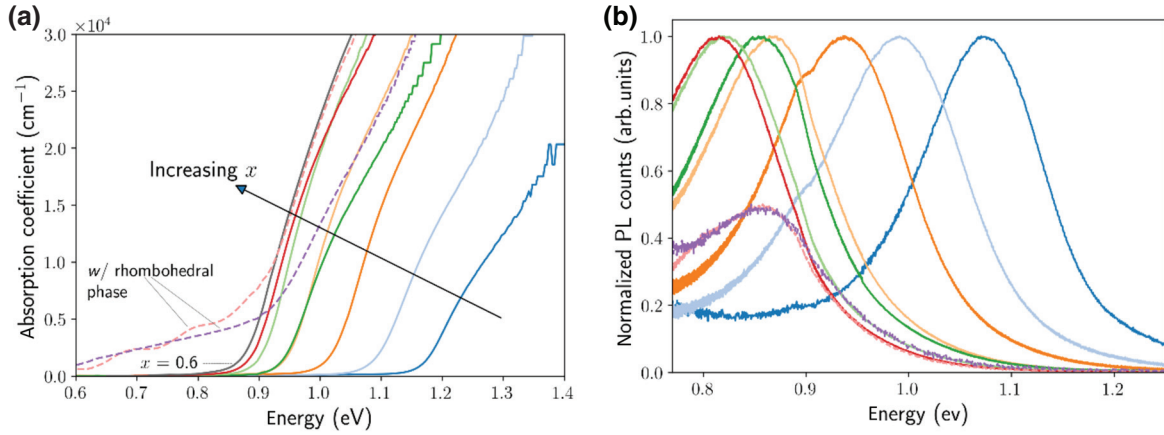 (a)
×10⁴
3.0
2.5
2.0
1.5
1.0
0.5
0.0
Absorption coefficient (cm⁻¹)
Increasing x
w/ rhombohedral
phase
x = 0.6
0.6 0.7 0.8 0.9 1.0 1.1 1.2 1.3 1.4
Energy (eV)
(b)
1.0
0.8
0.6
0.4
0.2
0.0
Normalized PL counts (arb.units)
0.8 0.9 1.0 1.1 1.2
Energy (ev)